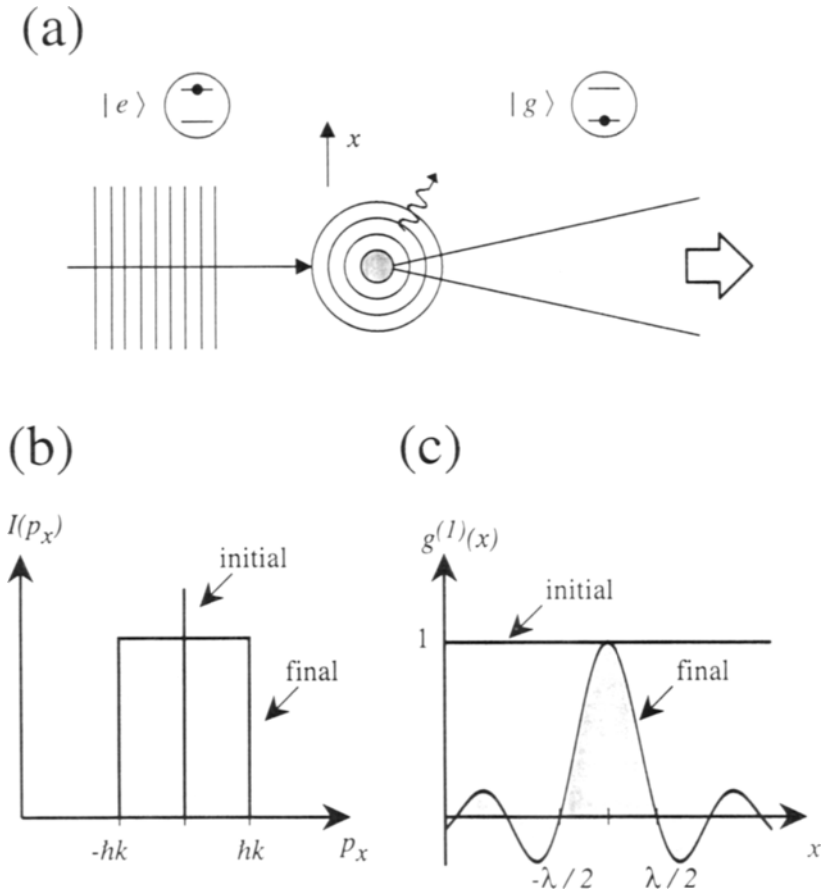 (a)
| e ⟩
| g ⟩
x
(b)
I(pₓ)
initial
final
-hk
hk
pₓ
(c)
g⁽¹⁾(x)
initial
1
final
-λ/2
λ/2
x